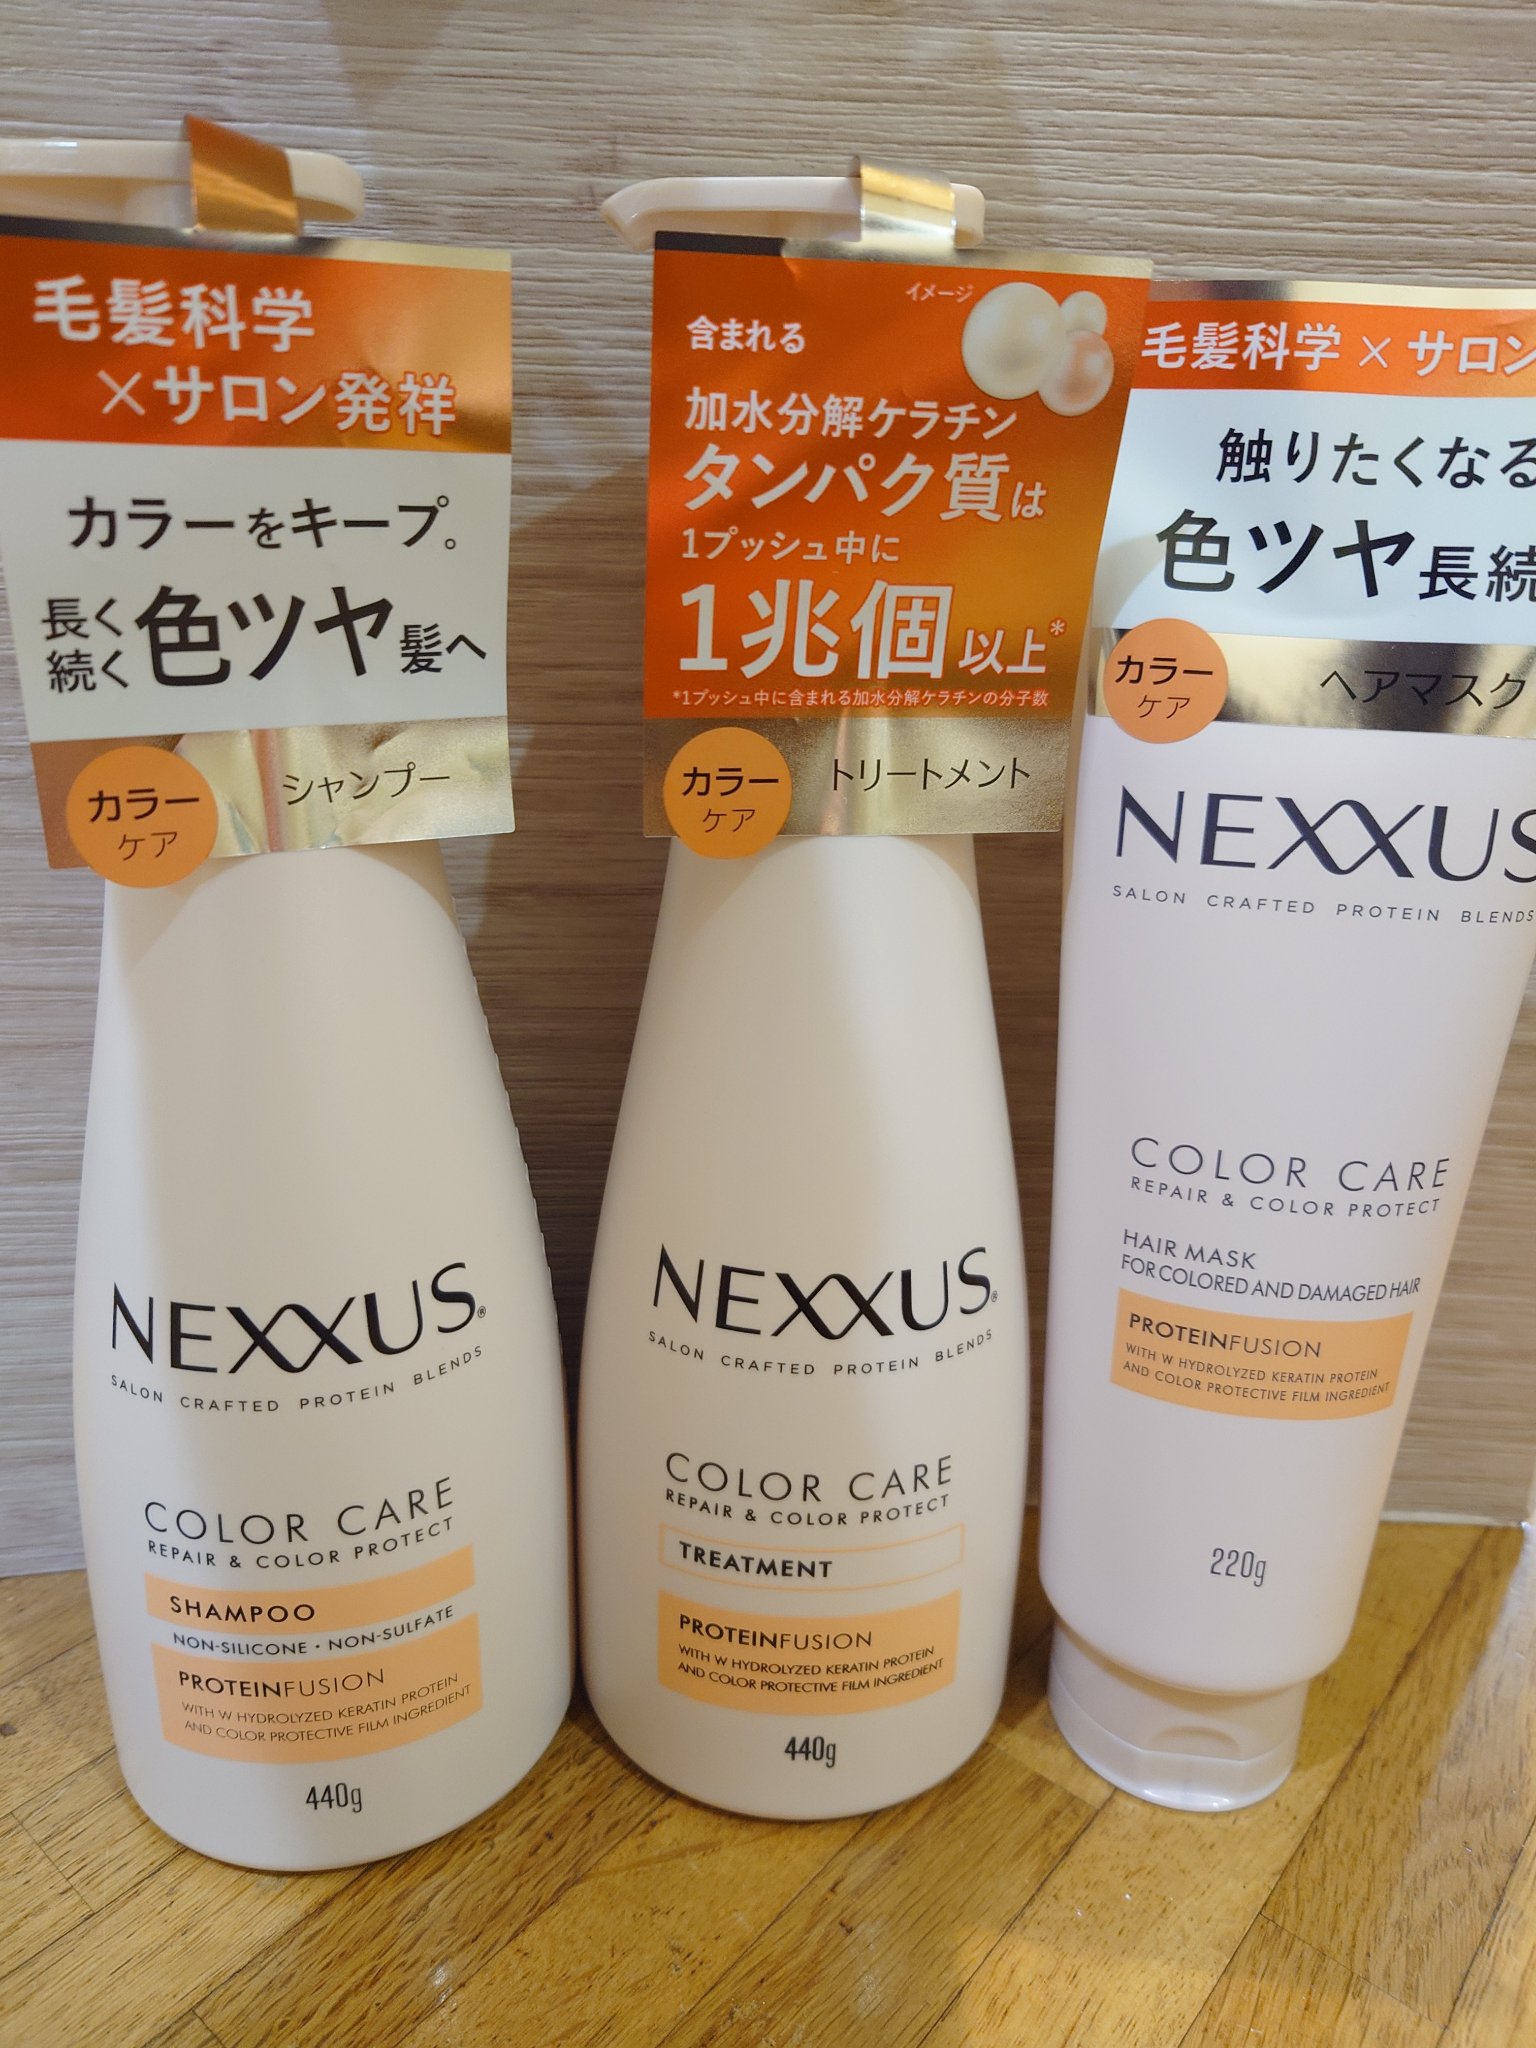 毛髪科学
×サロン発祥
カラーをキープ。
長く続く色ツヤ髪へ
カラーケア
シャンプー
NEXXUS®
SALON CRAFTED PROTEIN BLENDS
COLOR CARE
REPAIR & COLOR PROTECT
SHAMPOO
NON-SILICONE・NON-SULFATE
PROTEINFUSION
WITH W HYDROLYZED KERATIN PROTEIN
AND COLOR PROTECTIVE FILM INGREDIENT
440g
イメージ
含まれる
加水分解ケラチン
タンパク質は
1プッシュ中に
1兆個以上*
*1プッシュ中に含まれる加水分解ケラチンの分子数
カラーケア
トリートメント
NEXXUS®
SALON CRAFTED PROTEIN BLENDS
COLOR CARE
REPAIR & COLOR PROTECT
TREATMENT
PROTEINFUSION
WITH W HYDROLYZED KERATIN PROTEIN
AND COLOR PROTECTIVE FILM INGREDIENT
440g
毛髪科学×サロン
触りたくなる
色ツヤ長続
カラーケア
ヘアマスク
NEXXUS
SALON CRAFTED PROTEIN BLENDS
COLOR CARE
REPAIR & COLOR PROTECT
HAIR MASK
FOR COLORED AND DAMAGED HAIR
PROTEINFUSION
WITH W HYDROLYZED KERATIN PROTEIN
AND COLOR PROTECTIVE FILM INGREDIENT
220g